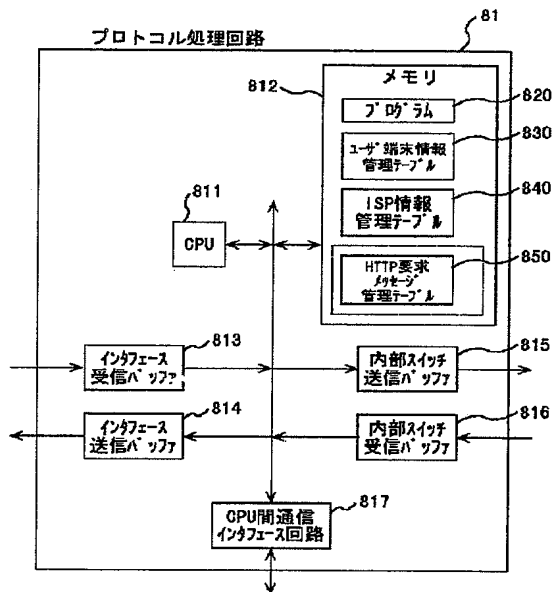 プロトコル処理回路
81
メモリ
812
プログラム
820
ユーザ端末情報
管理テーブル
830
ISP情報
管理テーブル
840
HTTP要求
メッセージ
管理テーブル
850
811
CPU
インタフェース
受信バッファ
813
内部スイッチ
送信バッファ
815
インタフェース
送信バッファ
814
内部スイッチ
受信バッファ
816
CPU間通信
インタフェース回路
817